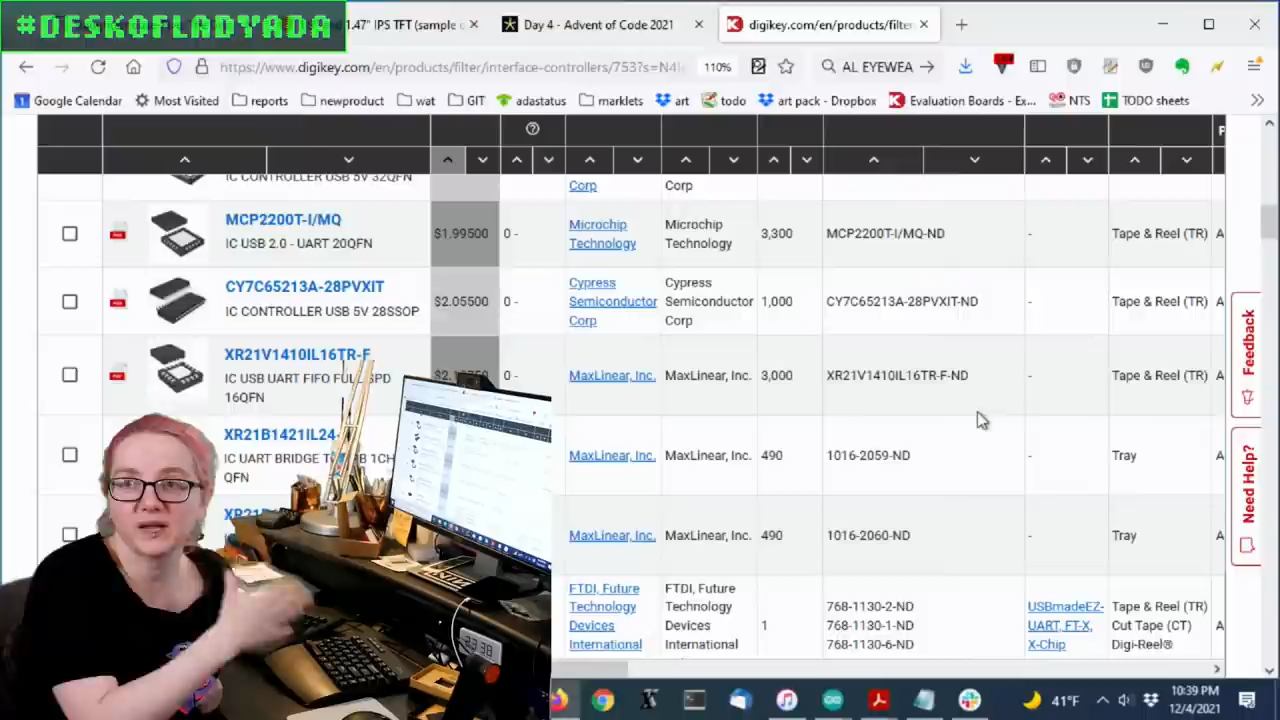 #DESKOFLADYADA
1.47" IPS TFT (sample
Day 4 - Advent of Code 2021
digikey.com/en/products/filte
https://www.digikey.com/en/products/filter/interface-controllers/753?s=N4I
110%
AL EYEWEA
Google Calendar
Most Visited
reports
newproduct
wat
GIT
adastatus
marklets
art
todo
art pack - Dropbox
Evaluation Boards - Ex...
NTS
TODO sheets
IC CONTROLLER USB 5V 32QFN
Corp
Corp
MCP2200T-I/MQ
IC USB 2.0 - UART 20QFN
$1.99500
0 -
Microchip
Technology
Microchip
Technology
3,300
MCP2200T-I/MQ-ND
-
Tape & Reel (TR)
CY7C65213A-28PVXIT
IC CONTROLLER USB 5V 28SSOP
$2.05500
0 -
Cypress
Semiconductor
Corp
Cypress
Semiconductor
Corp
1,000
CY7C65213A-28PVXIT-ND
-
Tape & Reel (TR)
XR21V1410IL16TR-F
IC USB UART FIFO FULL SPD
16QFN
0 -
MaxLinear, Inc.
MaxLinear, Inc.
3,000
XR21V1410IL16TR-F-ND
-
Tape & Reel (TR)
XR21B1421IL24-
IC UART BRIDGE 1CH
QFN
MaxLinear, Inc.
MaxLinear, Inc.
490
1016-2059-ND
-
Tray
MaxLinear, Inc.
MaxLinear, Inc.
490
1016-2060-ND
-
Tray
FTDI, Future
Technology
Devices
International
FTDI, Future
Technology
Devices
International
1
768-1130-2-ND
768-1130-1-ND
768-1130-6-ND
USBmadeEZ-
UART, FT-X,
X-Chip
Tape & Reel (TR)
Cut Tape (CT)
Digi-Reel®
Feedback
Need Help?
41°F
10:39 PM
12/4/2021